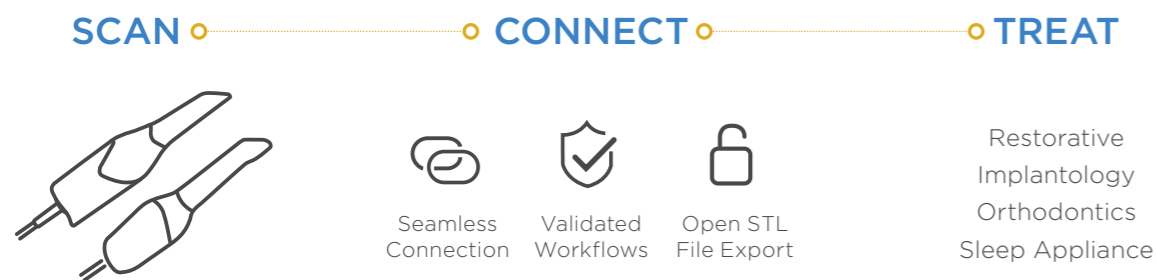 SCAN
CONNECT
TREAT
Seamless
Connection
Validated
Workflows
Open STL
File Export
Restorative
Implantology
Orthodontics
Sleep Appliance